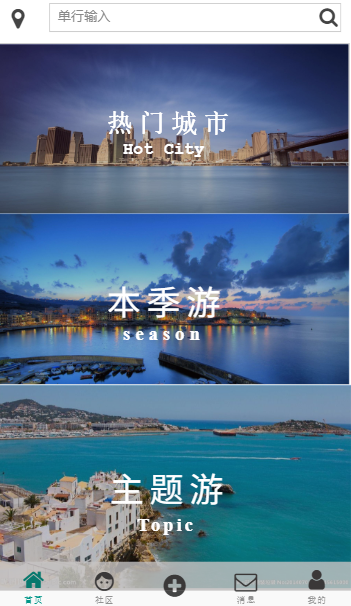 单行输入
热门城市
Hot City
本季游
season
主题游
Topic
首页
社区
消息
我的